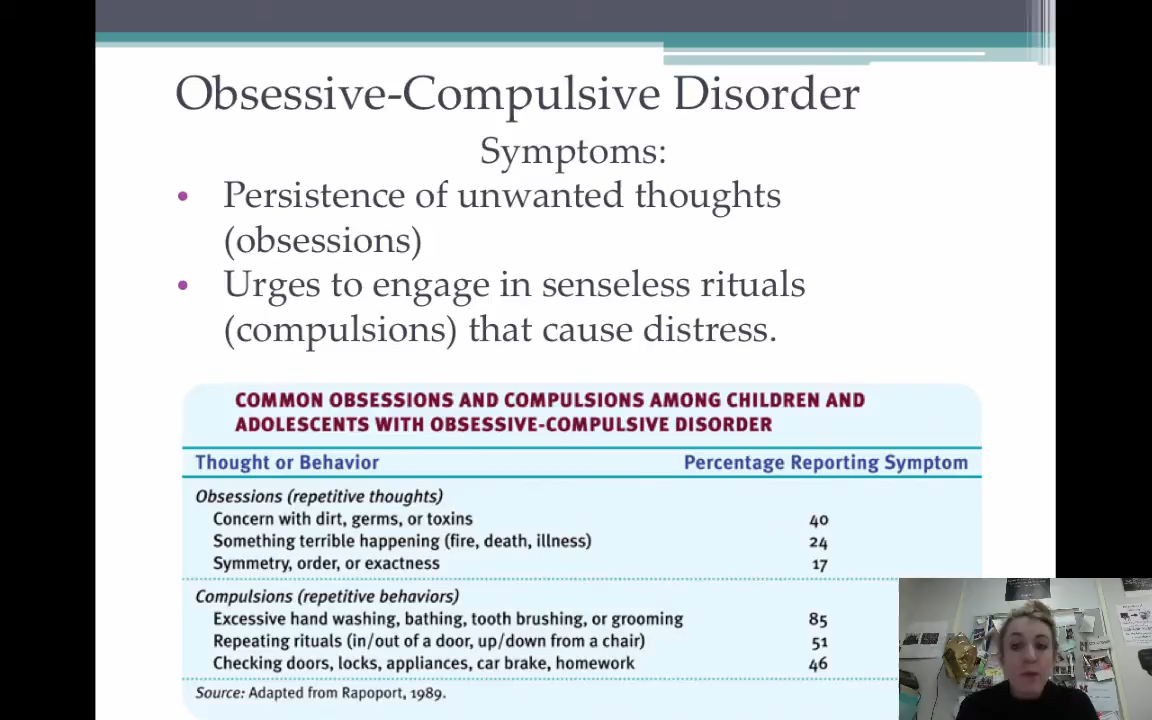 Obsessive-Compulsive Disorder
Symptoms:
• Persistence of unwanted thoughts
(obsessions)
• Urges to engage in senseless rituals
(compulsions) that cause distress.
COMMON OBSESSIONS AND COMPULSIONS AMONG CHILDREN AND
ADOLESCENTS WITH OBSESSIVE-COMPULSIVE DISORDER
Thought or Behavior Percentage Reporting Symptom
Obsessions (repetitive thoughts)
Concern with dirt, germs, or toxins 40
Something terrible happening (fire, death, illness) 24
Symmetry, order, or exactness 17
Compulsions (repetitive behaviors)
Excessive hand washing, bathing, tooth brushing, or grooming 85
Repeating rituals (in/out of a door, up/down from a chair) 51
Checking doors, locks, appliances, car brake, homework 46
Source: Adapted from Rapoport, 1989.